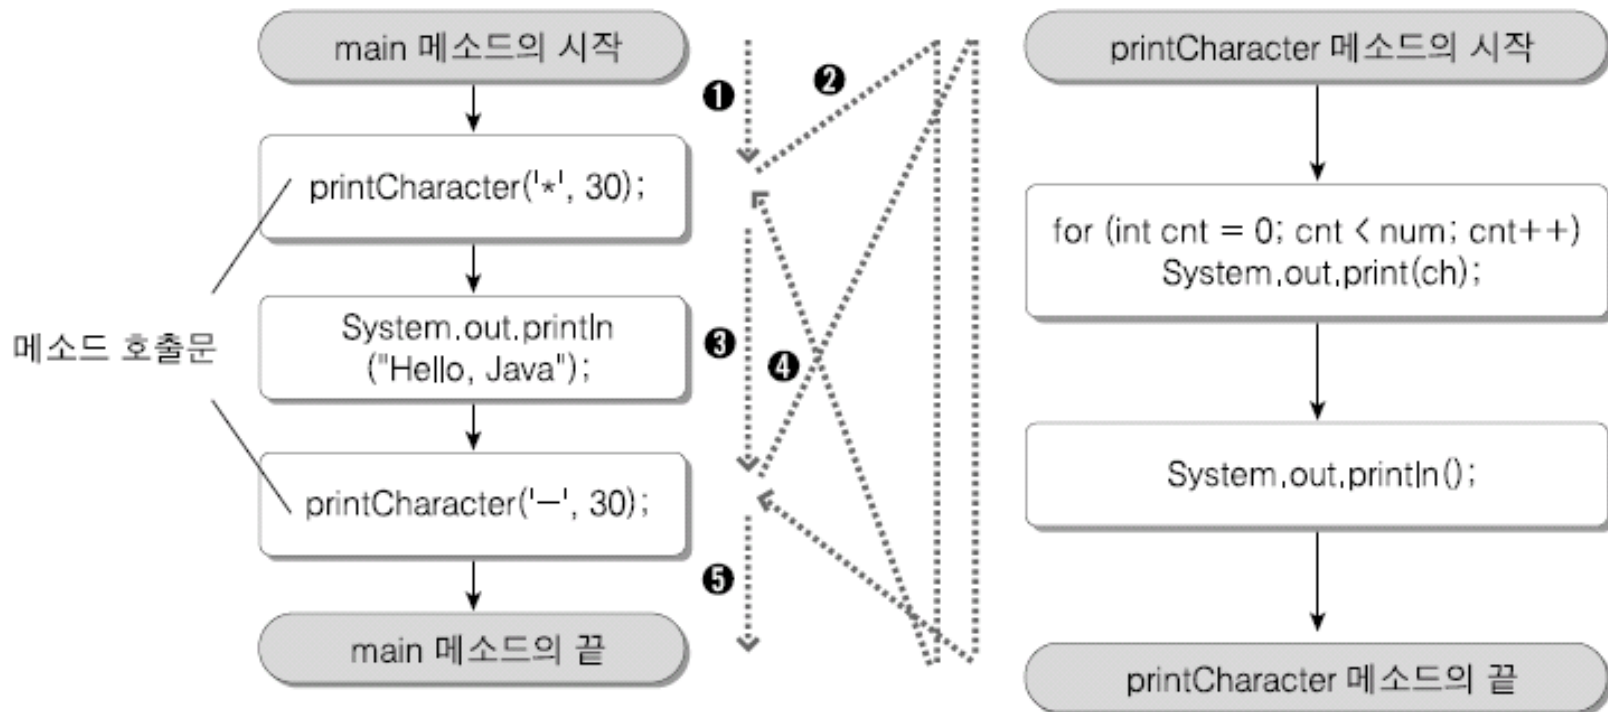 main 메소드의 시작
printCharacter('*', 30);
System.out.println
("Hello, Java");
printCharacter('–', 30);
main 메소드의 끝
메소드 호출문
❶
❷
❸
❹
❺
printCharacter 메소드의 시작
for (int cnt = 0; cnt < num; cnt++)
System.out.print(ch);
System.out.println();
printCharacter 메소드의 끝